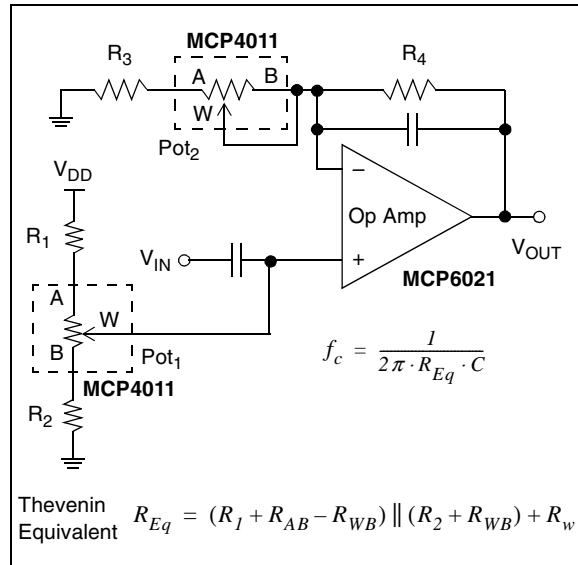 MCP4011
R3
A
B
R4
W
Pot2
VDD
–
Op Amp
R1
VIN
+
VOUT
MCP6021
A
W
B
Pot1
MCP4011
fc = 1 / 2π · REq · C
R2
Thevenin
Equivalent
REq = (R1 + RAB – RWB) || (R2 + RWB) + Rw